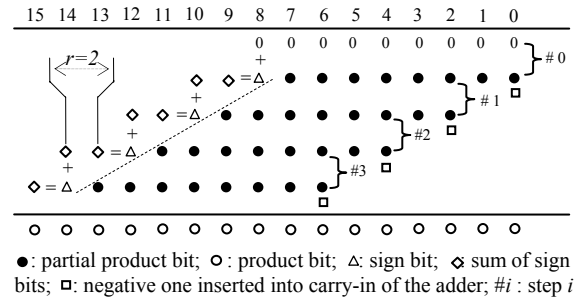 15 14 13 12 11 10 9 8 7 6 5 4 3 2 1 0
0 0 0 0 0 0 0 0 0
r=2
+
=
# 0
+
=
# 1
+
=
#2
+
=
#3
●: partial product bit; ○: product bit; △: sign bit; ◇ sum of sign
bits; □: negative one inserted into carry-in of the adder; #i : step i